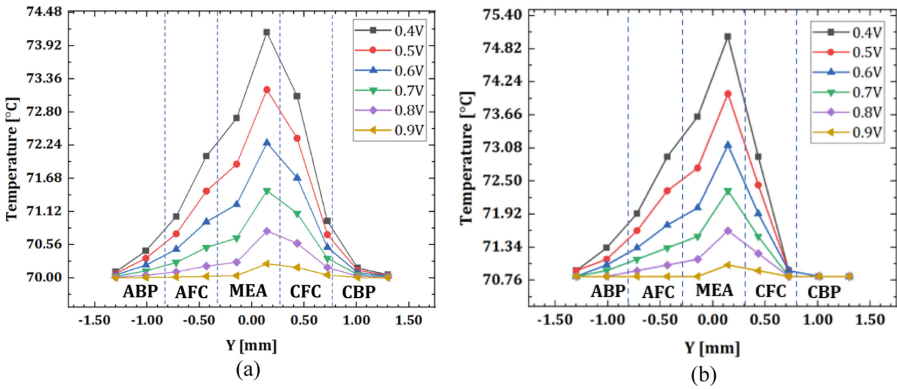 74.48
73.92
73.36
72.80
72.24
71.68
71.12
70.56
70.00
Temperature [°C]
0.4V
0.5V
0.6V
0.7V
0.8V
0.9V
ABP AFC MEA CFC CBP
-1.50 -1.00 -0.50 0.00 0.50 1.00 1.50
Y [mm]
(a)
75.40
74.82
74.24
73.66
73.08
72.50
71.92
71.34
70.76
Temperature [°C]
0.4V
0.5V
0.6V
0.7V
0.8V
0.9V
ABP AFC MEA CFC CBP
-1.50 -1.00 -0.50 0.00 0.50 1.00 1.50
Y [mm]
(b)